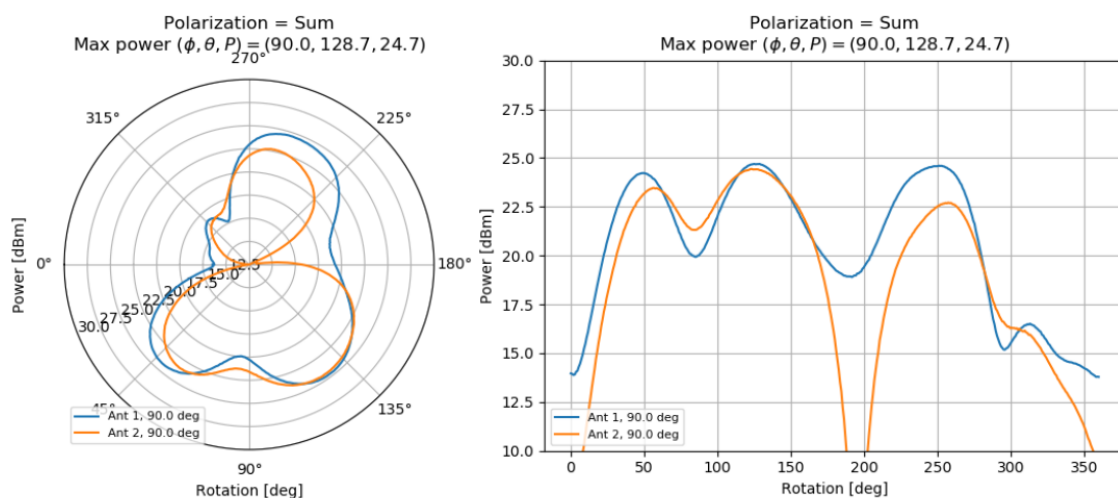 Polarization = Sum
Max power (ϕ, θ, P) = (90.0, 128.7, 24.7)
270°
315°
225°
0°
180°
12.5
15.0
17.5
20.0
22.5
25.0
27.5
30.0
45°
135°
90°
Power [dBm]
Rotation [deg]
Ant 1, 90.0 deg
Ant 2, 90.0 deg
Polarization = Sum
Max power (ϕ, θ, P) = (90.0, 128.7, 24.7)
30.0
27.5
25.0
22.5
20.0
17.5
15.0
12.5
10.0
Power [dBm]
Ant 1, 90.0 deg
Ant 2, 90.0 deg
0 50 100 150 200 250 300 350
Rotation [deg]